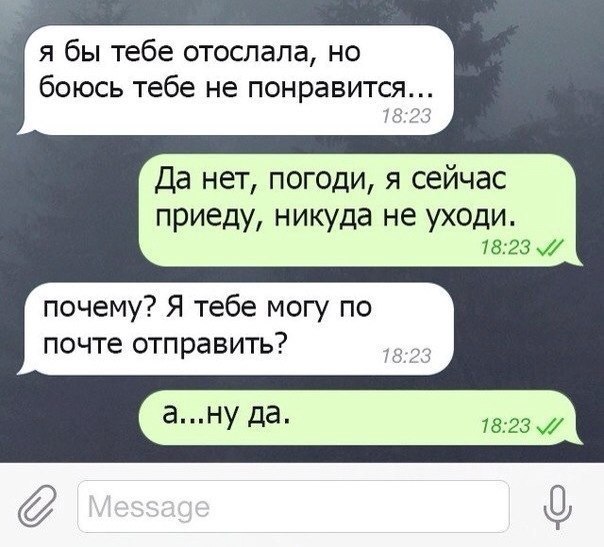 я бы тебе отослала, но
боюсь тебе не понравится...
18:23
Да нет, погоди, я сейчас
приеду, никуда не уходи.
18:23
почему? Я тебе могу по
почте отправить?
18:23
а...ну да.
18:23
Message